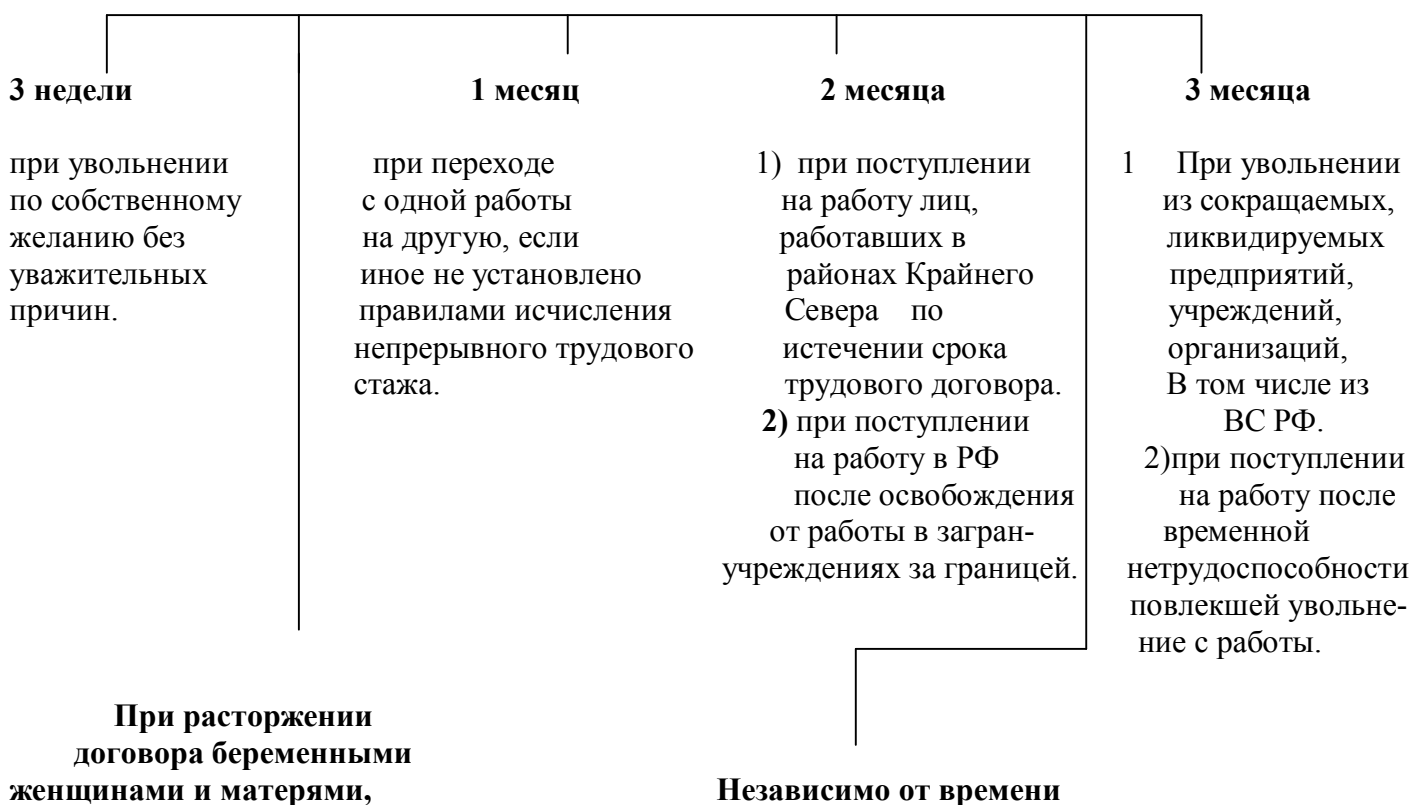 3 недели
при увольнении
по собственному
желанию без
уважительных
причин.
1 месяц
при переходе
с одной работы
на другую, если
иное не установлено
правилами исчисления
непрерывного трудового
стажа.
2 месяца
1) при поступлении
на работу лиц,
работавших в
районах Крайнего
Севера по
истечении срока
трудового договора.
2) при поступлении
на работу в РФ
после освобождения
от работы в загран-
учреждениях за границей.
3 месяца
1 При увольнении
из сокращаемых,
ликвидируемых
предприятий,
учреждений,
организаций,
В том числе из
ВС РФ.
2)при поступлении
на работу после
временной
нетрудоспособности
повлекшей увольне-
ние с работы.
При расторжении
договора беременными
женщинами и матерями,
Независимо от времени